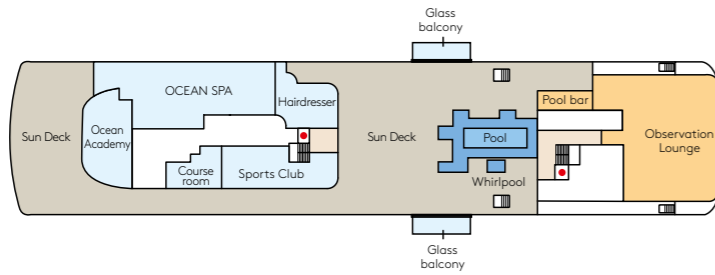 Glass
balcony
OCEAN SPA
Hairdresser
Pool bar
Sun Deck
Ocean
Academy
Sun Deck
Pool
Observation
Lounge
Course
room
Sports Club
Whirlpool
Glass
balcony